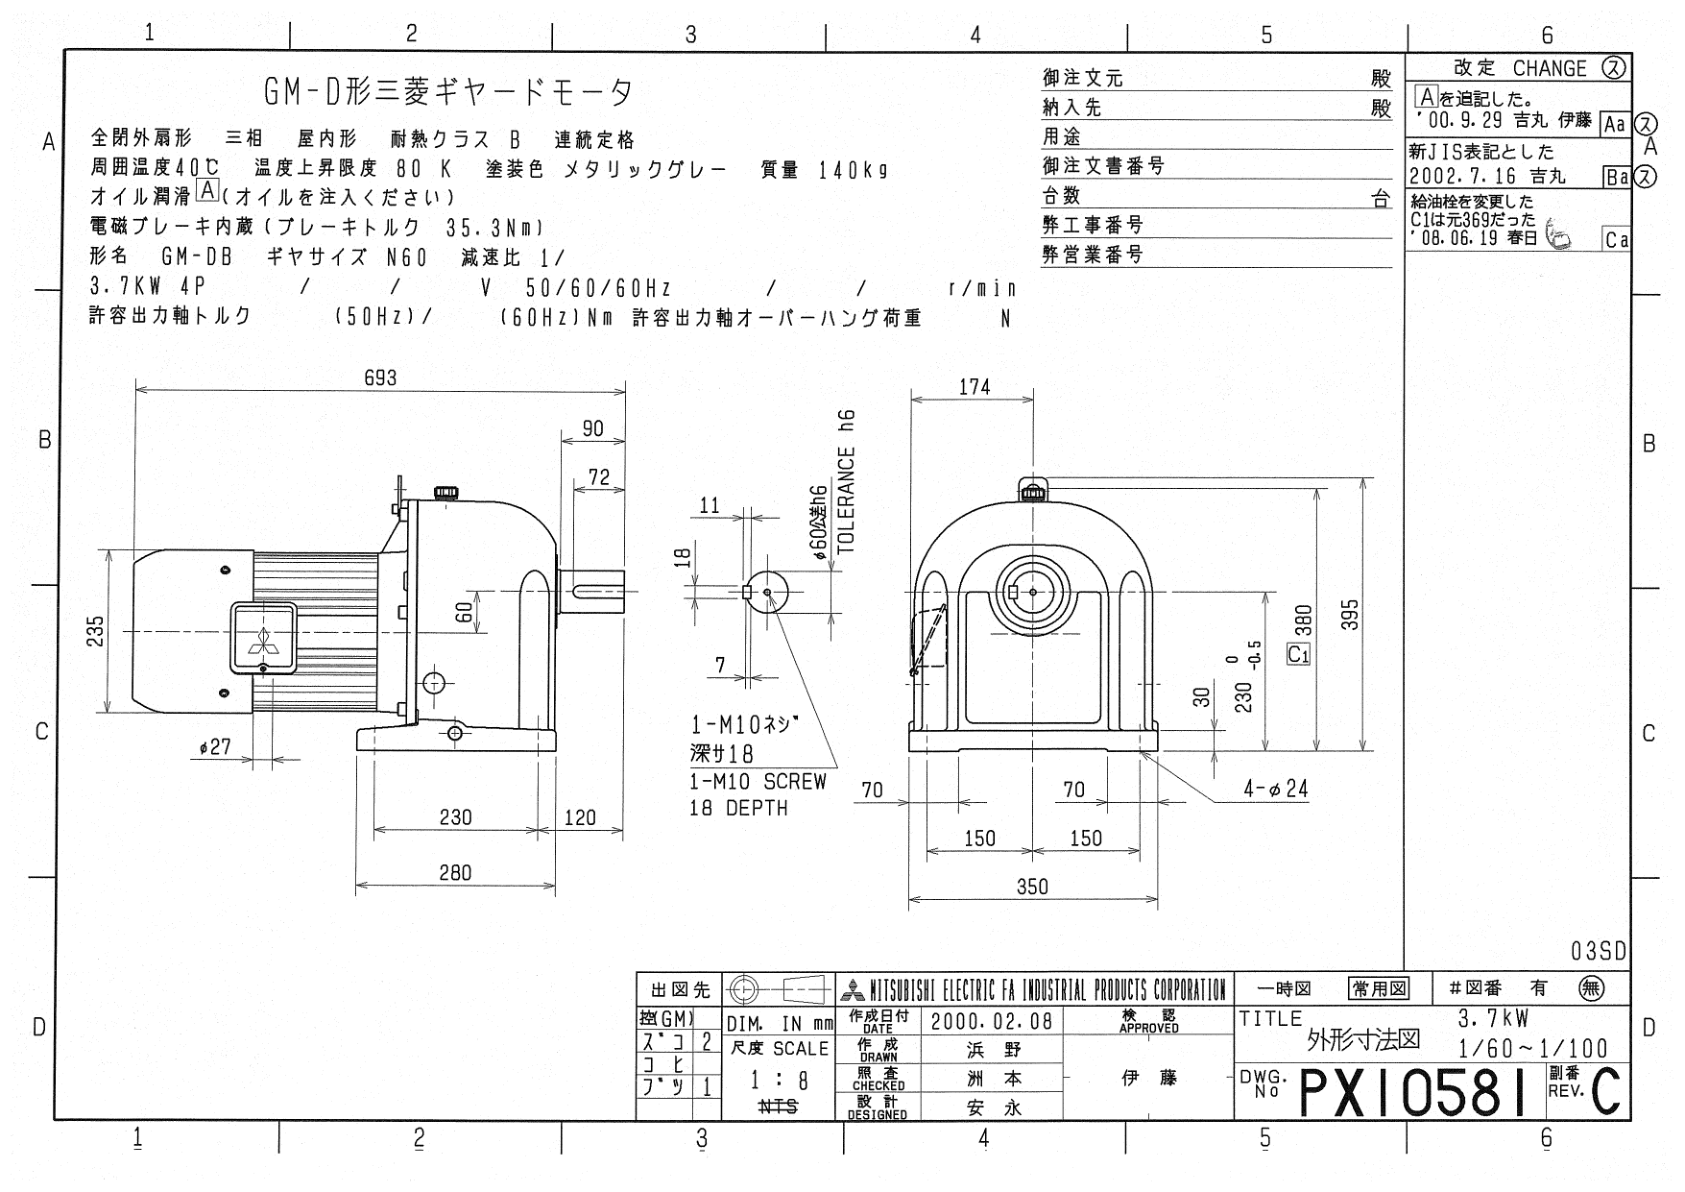 1 2 3 4 5 6
GM-D形三菱ギヤードモータ
全閉外扇形 三相 屋内形 耐熱クラス B 連続定格
周囲温度40℃ 温度上昇限度 80 K 塗装色 メタリックグレー 質量 140kg
オイル潤滑 A (オイルを注入ください)
電磁ブレーキ内蔵(ブレーキトルク 35.3Nm)
形名 GM-DB ギヤサイズ N60 減速比 1/
3.7KW 4P / / V 50/60/60Hz / / r/min
許容出力軸トルク (50Hz)/ (60Hz)Nm 許容出力軸オーバーハング荷重 N
御注文元 殿
納入先 殿
用途
御注文書番号
台数 台
弊工事番号
弊営業番号
改定 CHANGE ㋜
Aを追記した。
'00.9.29 吉丸 伊藤 Aa ㋜
新JIS表記とした
2002.7.16 吉丸 Ba ㋜
給油栓を変更した
C1は元369だった
'08.06.19 春日 Ca
A
A
B
B
C
C
D
D
693
90
72
60
235
φ27
230
120
280
11
18
7
φ60公差h6
TOLERANCE h6
1-M10ネジ
深サ18
1-M10 SCREW
18 DEPTH
174
395
380
C1
230 0 -0.5
30
70
70
4-φ24
150
150
350
03SD
出図先
控(GM)
ズコ 2
コヒ
ブツ 1
DIM. IN mm
尺度 SCALE
1 : 8
NTS
MITSUBISHI ELECTRIC FA INDUSTRIAL PRODUCTS CORPORATION
作成日付 DATE 2000.02.08
検認 APPROVED
作成 DRAWN 浜野
照査 CHECKED 洲本
伊藤
設計 DESIGNED 安永
一時図 常用図 #図番 有 無
TITLE
外形寸法図
3.7kW
1/60~1/100
DWG. No PX10581
副番 REV. C
1 2 3 4 5 6